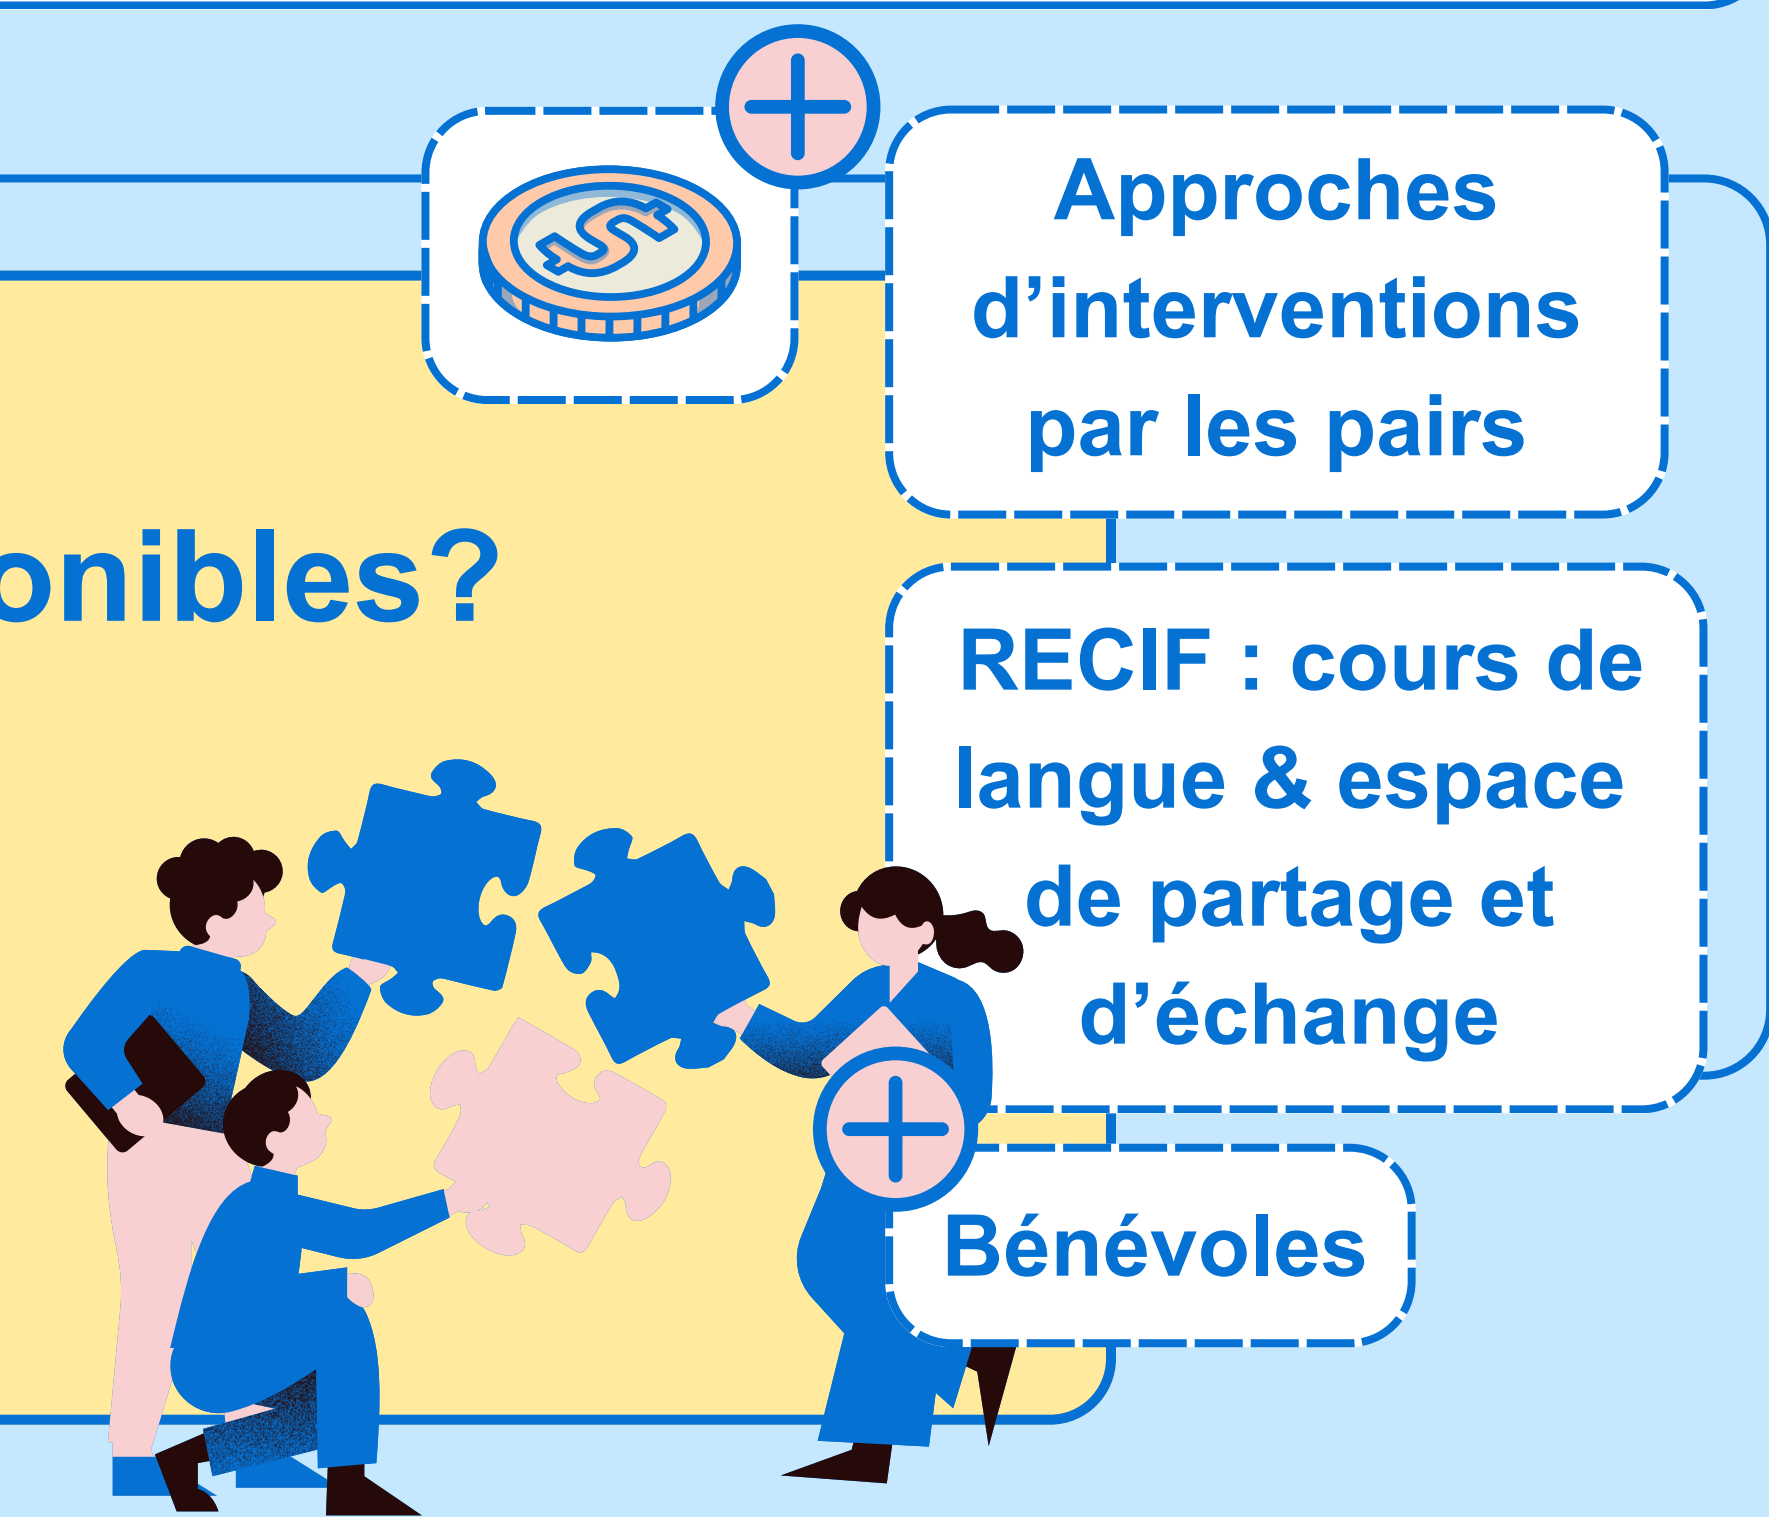 Approches
d’interventions
par les pairs
onibles?
RECIF : cours de
langue & espace
de partage et
d’échange
Bénévoles